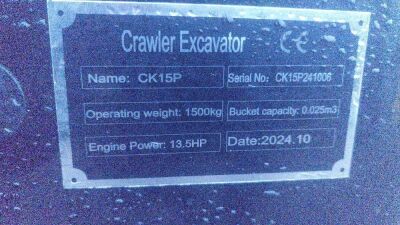 Crawler Excavator CE
Name: CK15P Serial No: CK15P241006
Operating weight: 1500kg Bucket capacity: 0.025m3
Engine Power: 13.5HP Date:2024.10